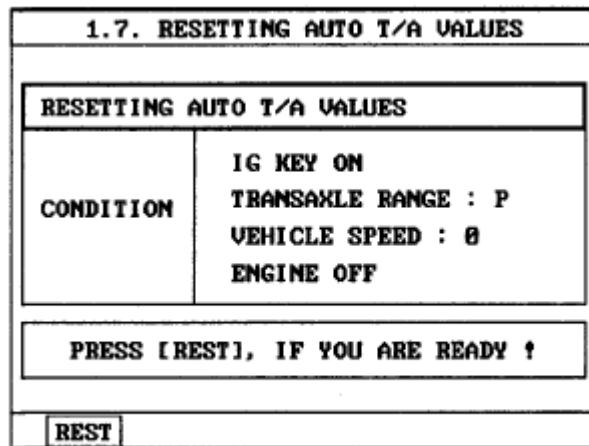 1.7. RESETTING AUTO T/A VALUES
RESETTING AUTO T/A VALUES
CONDITION
IG KEY ON
TRANSAXLE RANGE : P
VEHICLE SPEED : 0
ENGINE OFF
PRESS [REST], IF YOU ARE READY !
REST